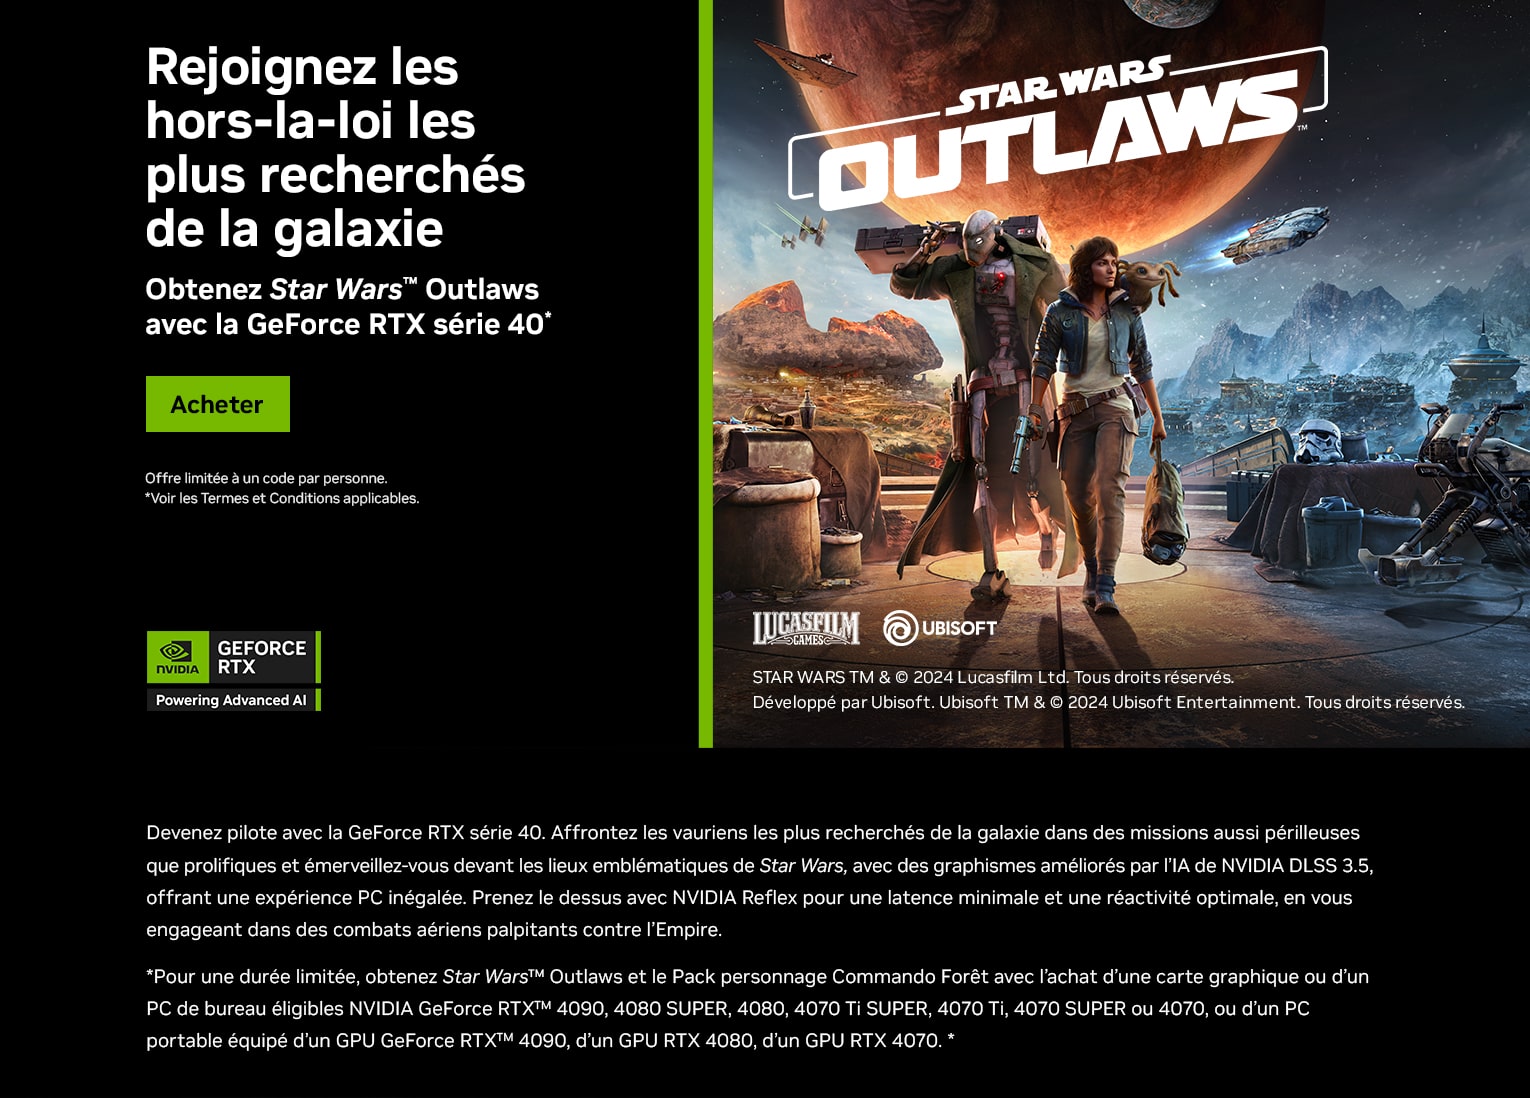 Rejoignez les
hors-la-loi les
plus recherchés
de la galaxie
Obtenez Star Wars™ Outlaws
avec la GeForce RTX série 40*
Acheter
Offre limitée à un code par personne.
*Voir les Termes et Conditions applicables.
NVIDIA
GEFORCE
RTX
Powering Advanced AI
STAR WARS
OUTLAWS™
LUCASFILM
GAMES
UBISOFT
STAR WARS TM & © 2024 Lucasfilm Ltd. Tous droits réservés.
Développé par Ubisoft. Ubisoft TM & © 2024 Ubisoft Entertainment. Tous droits réservés.
Devenez pilote avec la GeForce RTX série 40. Affrontez les vauriens les plus recherchés de la galaxie dans des missions aussi périlleuses
que prolifiques et émerveillez-vous devant les lieux emblématiques de Star Wars, avec des graphismes améliorés par l’IA de NVIDIA DLSS 3.5,
offrant une expérience PC inégalée. Prenez le dessus avec NVIDIA Reflex pour une latence minimale et une réactivité optimale, en vous
engageant dans des combats aériens palpitants contre l’Empire.
*Pour une durée limitée, obtenez Star Wars™ Outlaws et le Pack personnage Commando Forêt avec l’achat d’une carte graphique ou d’un
PC de bureau éligibles NVIDIA GeForce RTX™ 4090, 4080 SUPER, 4080, 4070 Ti SUPER, 4070 Ti, 4070 SUPER ou 4070, ou d’un PC
portable équipé d’un GPU GeForce RTX™ 4090, d’un GPU RTX 4080, d’un GPU RTX 4070. *